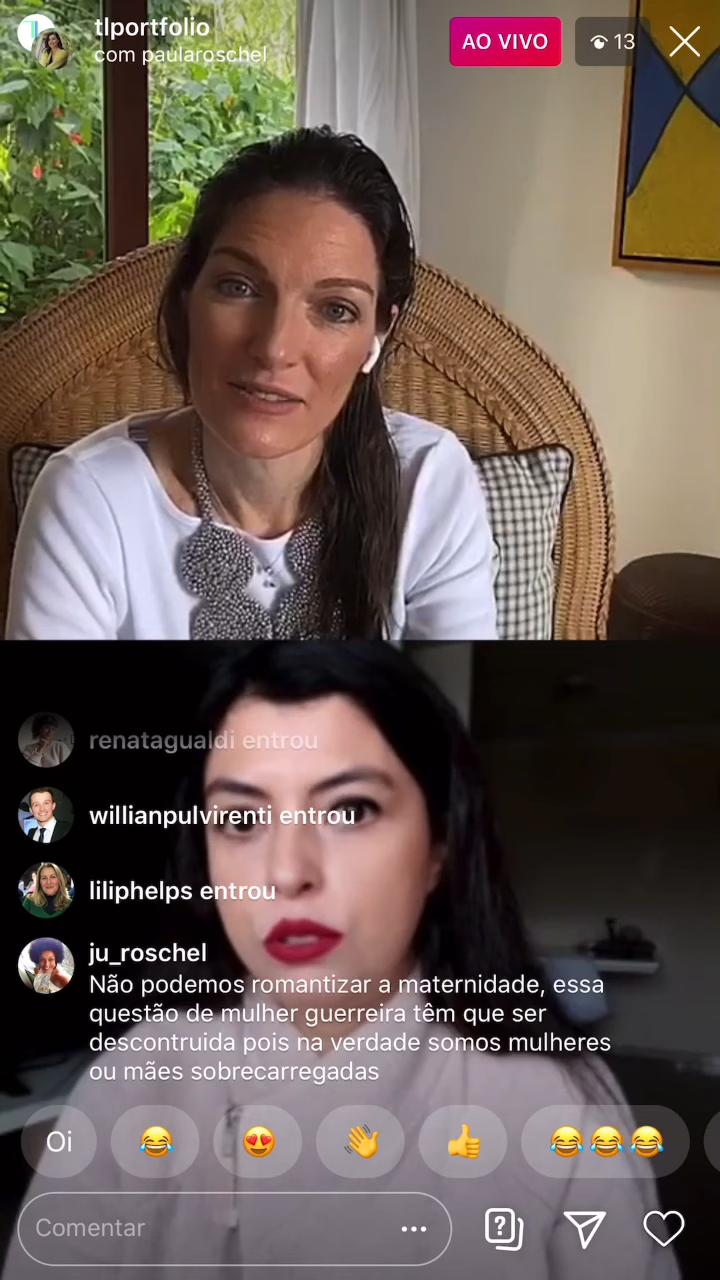 tlportfolio
com paularoschel
AO VIVO
13
renatagualdi entrou
willianpulvirenti entrou
liliphelps entrou
ju_roschel
Não podemos romantizar a maternidade, essa
questão de mulher guerreira têm que ser
descontruida pois na verdade somos mulheres
ou mães sobrecarregadas
Oi
Comentar